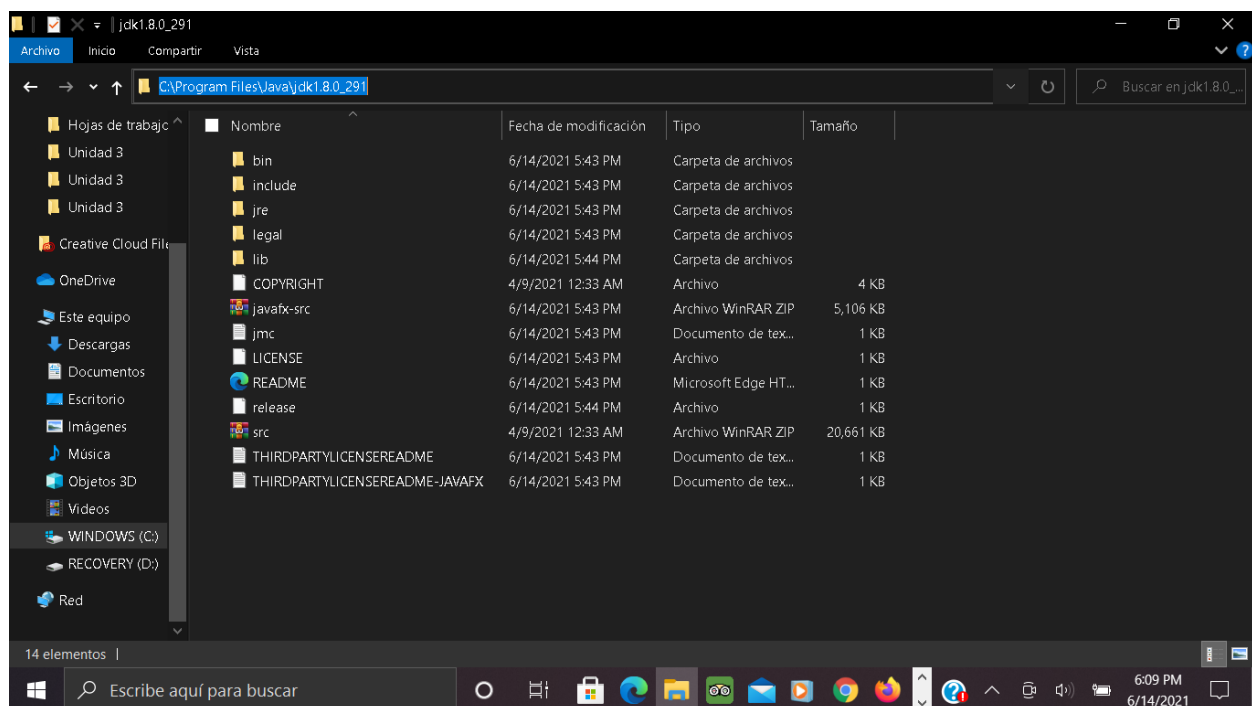 jdk1.8.0_291
Archivo Inicio Compartir Vista
C:\Program Files\Java\jdk1.8.0_291
Buscar en jdk1.8.0_...
Hojas de trabajc
Unidad 3
Unidad 3
Unidad 3
Creative Cloud File
OneDrive
Este equipo
Descargas
Documentos
Escritorio
Imágenes
Música
Objetos 3D
Videos
WINDOWS (C:)
RECOVERY (D:)
Red
Nombre Fecha de modificación Tipo Tamaño
bin 6/14/2021 5:43 PM Carpeta de archivos
include 6/14/2021 5:43 PM Carpeta de archivos
jre 6/14/2021 5:43 PM Carpeta de archivos
legal 6/14/2021 5:43 PM Carpeta de archivos
lib 6/14/2021 5:44 PM Carpeta de archivos
COPYRIGHT 4/9/2021 12:33 AM Archivo 4 KB
javafx-src 6/14/2021 5:43 PM Archivo WinRAR ZIP 5,106 KB
jmc 6/14/2021 5:43 PM Documento de tex... 1 KB
LICENSE 6/14/2021 5:43 PM Archivo 1 KB
README 6/14/2021 5:43 PM Microsoft Edge HT... 1 KB
release 6/14/2021 5:44 PM Archivo 1 KB
src 4/9/2021 12:33 AM Archivo WinRAR ZIP 20,661 KB
THIRDPARTYLICENSEREADME 6/14/2021 5:43 PM Documento de tex... 1 KB
THIRDPARTYLICENSEREADME-JAVAFX 6/14/2021 5:43 PM Documento de tex... 1 KB
14 elementos
Escribe aquí para buscar
6:09 PM
6/14/2021